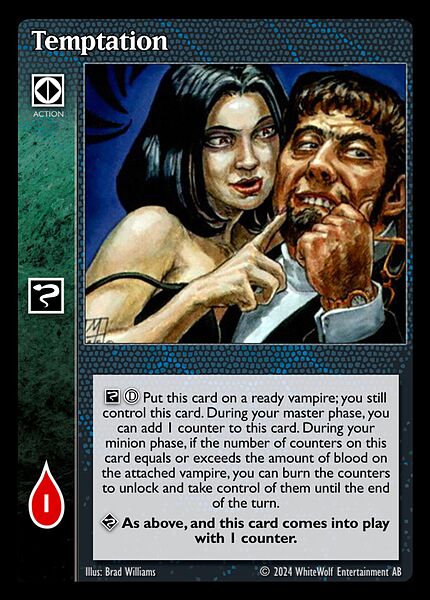 Temptation
ACTION
Put this card on a ready vampire; you still
control this card. During your master phase, you
can add 1 counter to this card. During your
minion phase, if the number of counters on this
card equals or exceeds the amount of blood on
the attached vampire, you can burn the counters
to unlock and take control of them until the end
of the turn.
As above, and this card comes into play
with 1 counter.
1
Illus: Brad Williams © 2024 WhiteWolf Entertainment AB